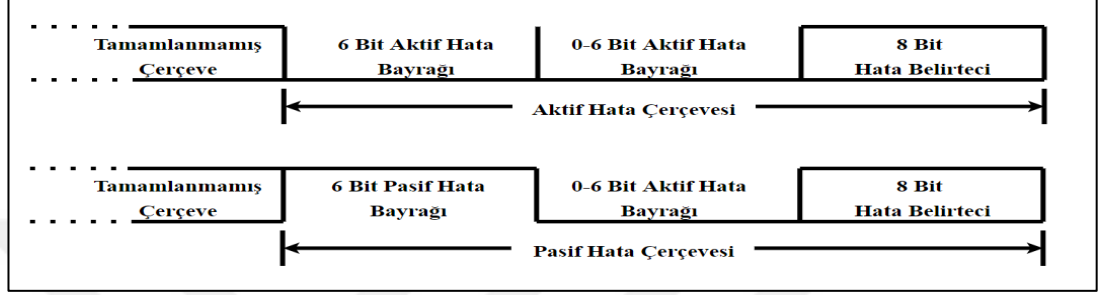 Tamamlanmamış Çerçeve
6 Bit Aktif Hata Bayrağı
0-6 Bit Aktif Hata Bayrağı
8 Bit Hata Belirteci
Aktif Hata Çerçevesi
Tamamlanmamış Çerçeve
6 Bit Pasif Hata Bayrağı
0-6 Bit Aktif Hata Bayrağı
8 Bit Hata Belirteci
Pasif Hata Çerçevesi